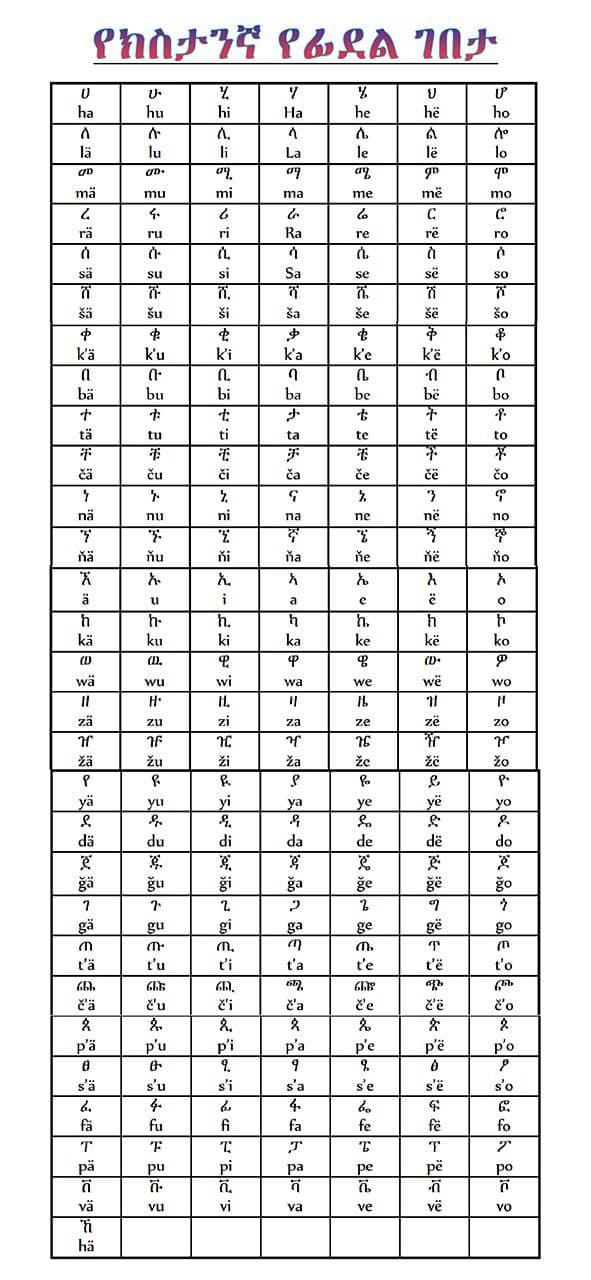 የክስታንኛ የፊደል ገበታ
ሀ ሁ ሂ ሃ ሄ ህ ሆ
ha hu hi Ha he hë ho
ለ ሉ ሊ ላ ሌ ል ሎ
lä lu li La le lë lo
መ ሙ ሚ ማ ሜ ም ሞ
mä mu mi ma me më mo
ረ ሩ ሪ ራ ሬ ር ሮ
rä ru ri Ra re rë ro
ሰ ሱ ሲ ሳ ሴ ስ ሶ
sä su si Sa se së so
ሸ ሹ ሺ ሻ ሼ ሽ ሾ
šä šu ši ša še šë šo
ቀ ቁ ቂ ቃ ቄ ቅ ቆ
k'ä k'u k'i k'a k'e k'ë k'o
በ ቡ ቢ ባ ቤ ብ ቦ
bä bu bi ba be bë bo
ተ ቱ ቲ ታ ቴ ት ቶ
tä tu ti ta te të to
ቸ ቹ ቺ ቻ ቼ ች ቾ
čä ču či ča če čë čo
ነ ኑ ኒ ና ኔ ን ኖ
nä nu ni na ne në no
ኘ ኙ ኚ ኛ ኜ ኝ ኞ
ňä ňu ňi ňa ňe ňë ňo
ኧ ኡ ኢ ኣ ኤ እ ኦ
ä u i a e ë o
ከ ኩ ኪ ካ ኬ ክ ኮ
kä ku ki ka ke kë ko
ወ ዉ ዊ ዋ ዌ ው ዎ
wä wu wi wa we wë wo
ዘ ዙ ዚ ዛ ዜ ዝ ዞ
zä zu zi za ze zë zo
ዠ ዡ ዢ ዣ ዤ ዥ ዦ
žä žu ži ža že žë žo
የ ዩ ዪ ያ ዬ ይ ዮ
yä yu yi ya ye yë yo
ደ ዱ ዲ ዳ ዴ ድ ዶ
dä du di da de dë do
ጀ ጁ ጂ ጃ ጄ ጅ ጆ
ğä ğu ği ğa ğe ğë ğo
ገ ጉ ጊ ጋ ጌ ግ ጎ
gä gu gi ga ge gë go
ጠ ጡ ጢ ጣ ጤ ጥ ጦ
t'ä t'u t'i t'a t'e t'ë t'o
ጨ ጩ ጪ ጫ ጬ ጭ ጮ
č'ä č'u č'i č'a č'e č'ë č'o
ጰ ጱ ጲ ጳ ጴ ጵ ጶ
p'ä p'u p'i p'a p'e p'ë p'o
ፀ ፁ ፂ ፃ ፄ ፅ ፆ
s'ä s'u s'i s'a s'e s'ë s'o
ፈ ፉ ፊ ፋ ፌ ፍ ፎ
fä fu fi fa fe fë fo
ፐ ፑ ፒ ፓ ፔ ፕ ፖ
pä pu pi pa pe pë po
ቨ ቩ ቪ ቫ ቬ ቭ ቮ
vä vu vi va ve vë vo
ኸ
hä